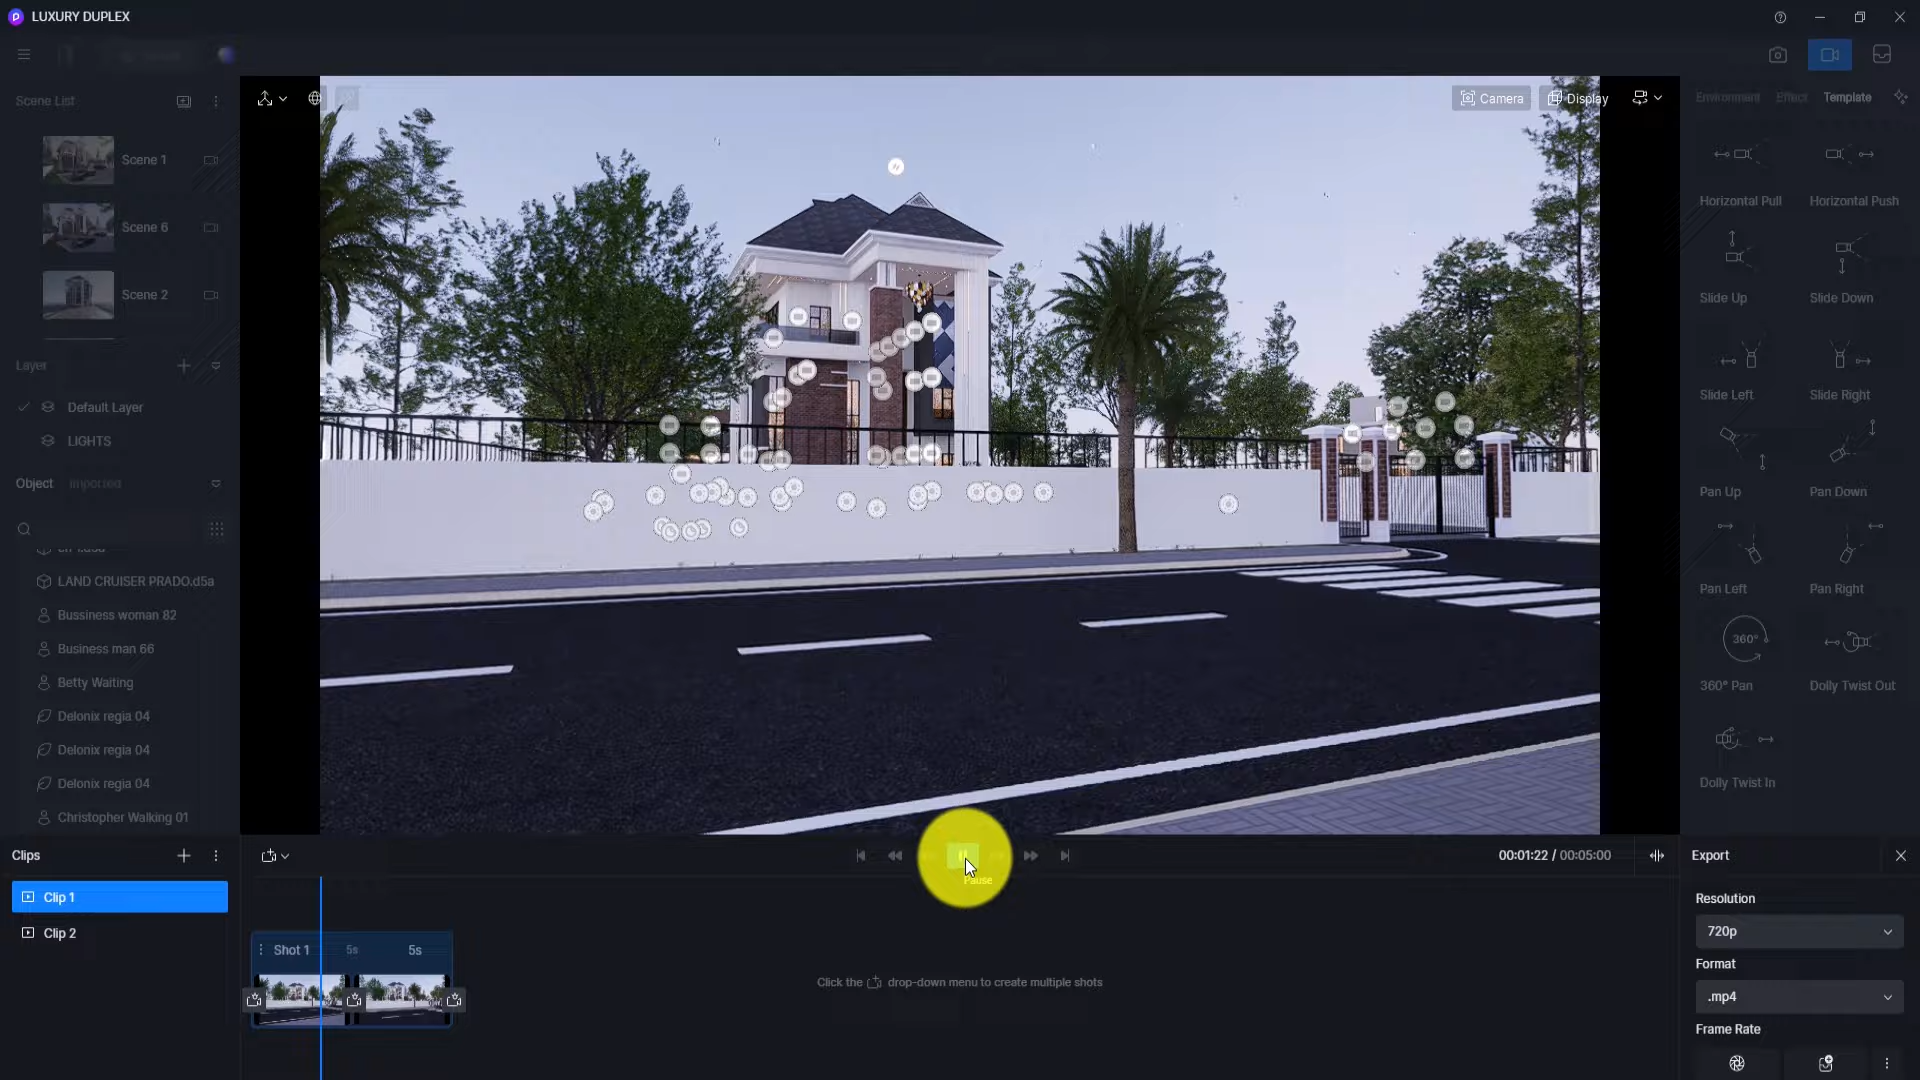 LUXURY DUPLEX
Scene List
Scene 1
Scene 6
Scene 2
Layer
Default Layer
LIGHTS
Object
Imported
LAND CRUISER PRADO.d5a
Bussiness woman 82
Business man 66
Betty Waiting
Delonix regia 04
Delonix regia 04
Delonix regia 04
Christopher Walking 01
Camera
Display
Environment
Effect
Template
Horizontal Pull
Horizontal Push
Slide Up
Slide Down
Slide Left
Slide Right
Pan Up
Pan Down
Pan Left
Pan Right
360°
360° Pan
Dolly Twist Out
Dolly Twist In
Clips
Clip 1
Clip 2
Pause
00:01:22 / 00:05:00
Shot 1
5s
5s
Click the drop-down menu to create multiple shots
Export
Resolution
720p
Format
.mp4
Frame Rate